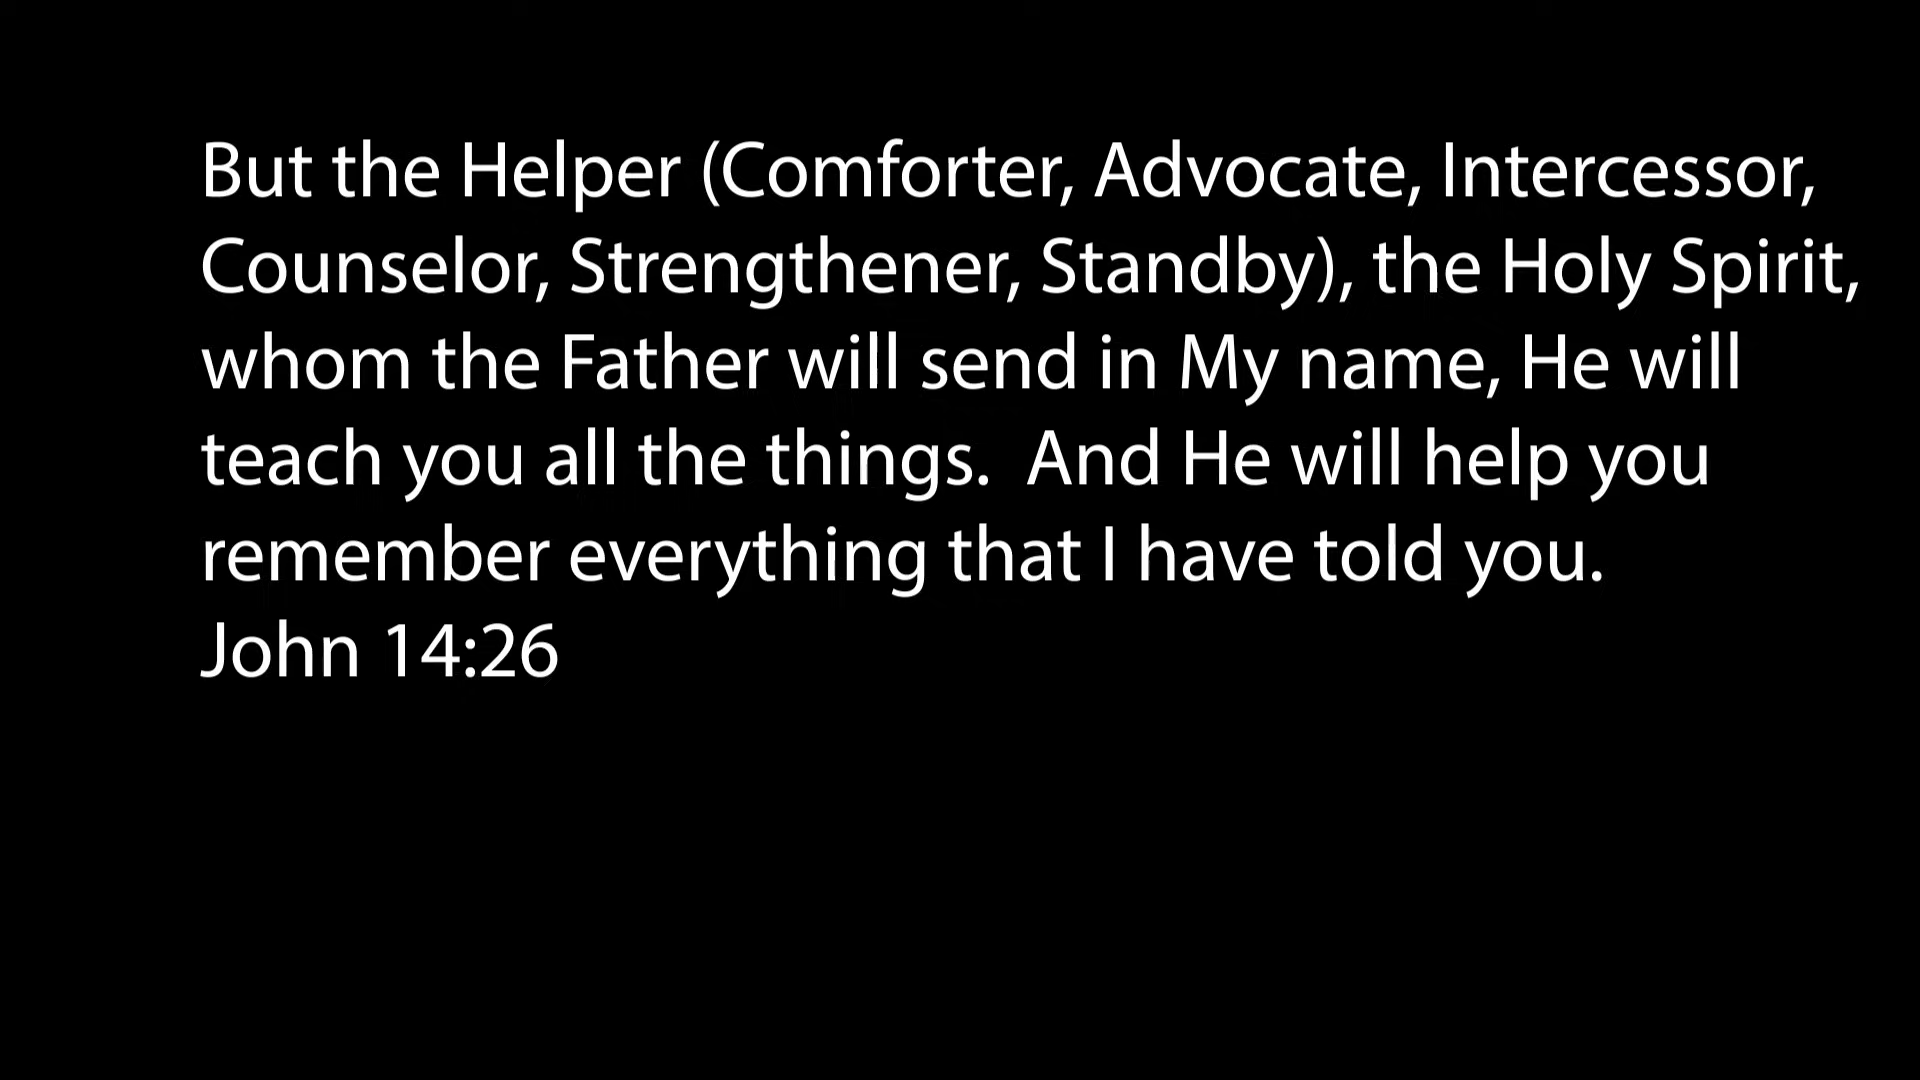 But the Helper (Comforter, Advocate, Intercessor,
Counselor, Strengthener, Standby), the Holy Spirit,
whom the Father will send in My name, He will
teach you all the things.  And He will help you
remember everything that I have told you.
John 14:26